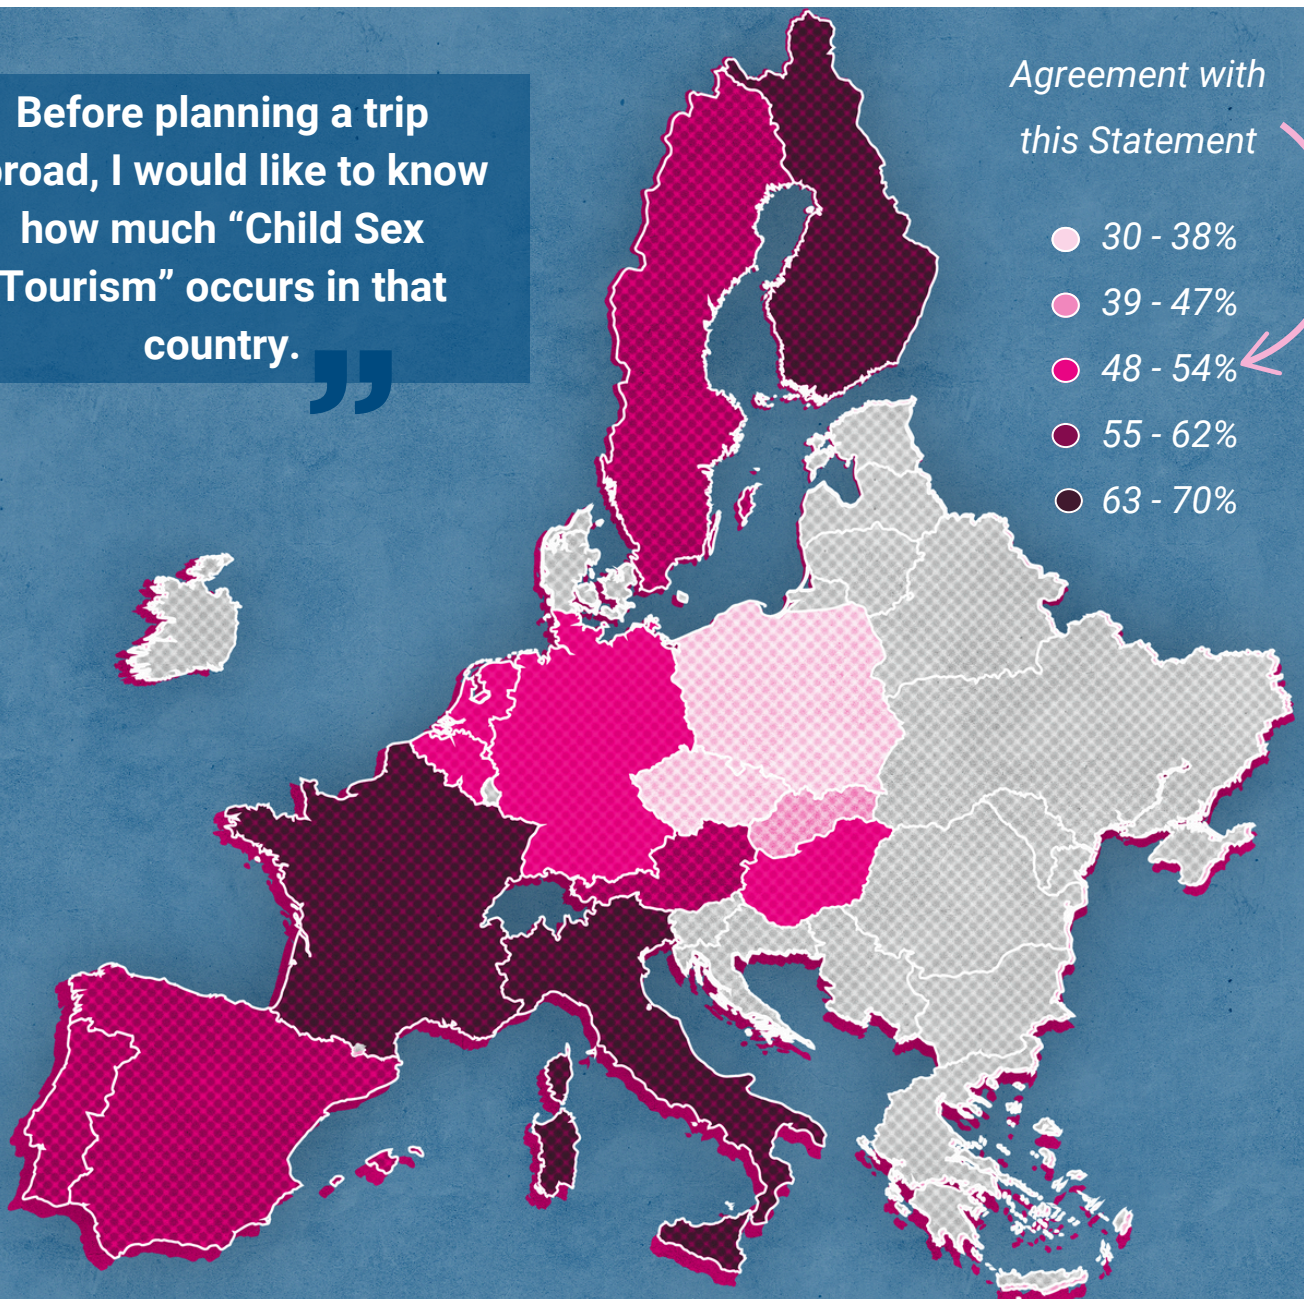 Before planning a trip
broad, I would like to know
how much “Child Sex
Tourism” occurs in that
country.
”
Agreement with
this Statement
30 - 38%
39 - 47%
48 - 54%
55 - 62%
63 - 70%